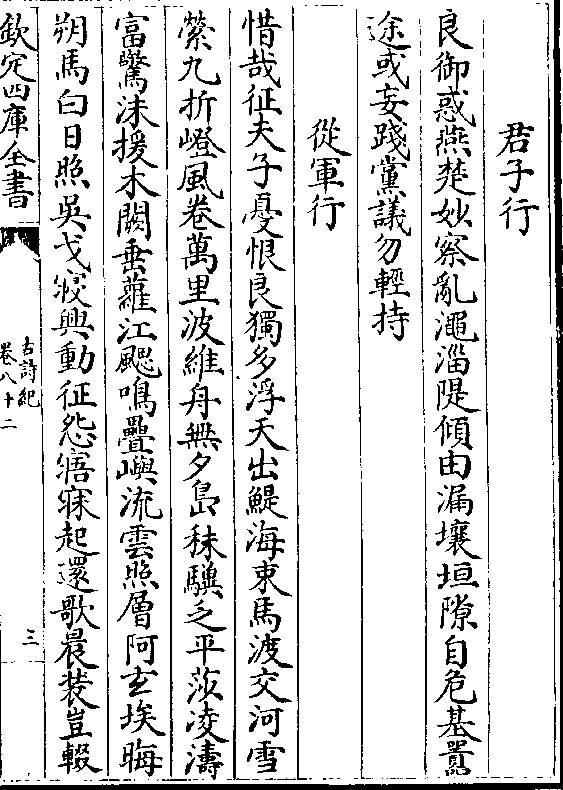 君子行
良御惑燕楚妙察亂澠淄隄傾由漏壤垣隙自危基嚚
途或妄踐黨議勿輕持
從軍行
惜哉征夫子憂恨良獨多浮天出鯷海束馬渡交河雪
縈九折嶝風卷萬里波維舟無夕島秣驥乏平莎凌濤
富驚沫援木闕垂蘿江颸鳴疊嶼流雲照層阿玄埃晦
朔馬白日照吳戈寢興動征怨寤寐起還歌晨裝豈輟
欽定四庫全書
古詩紀
卷八十二
三